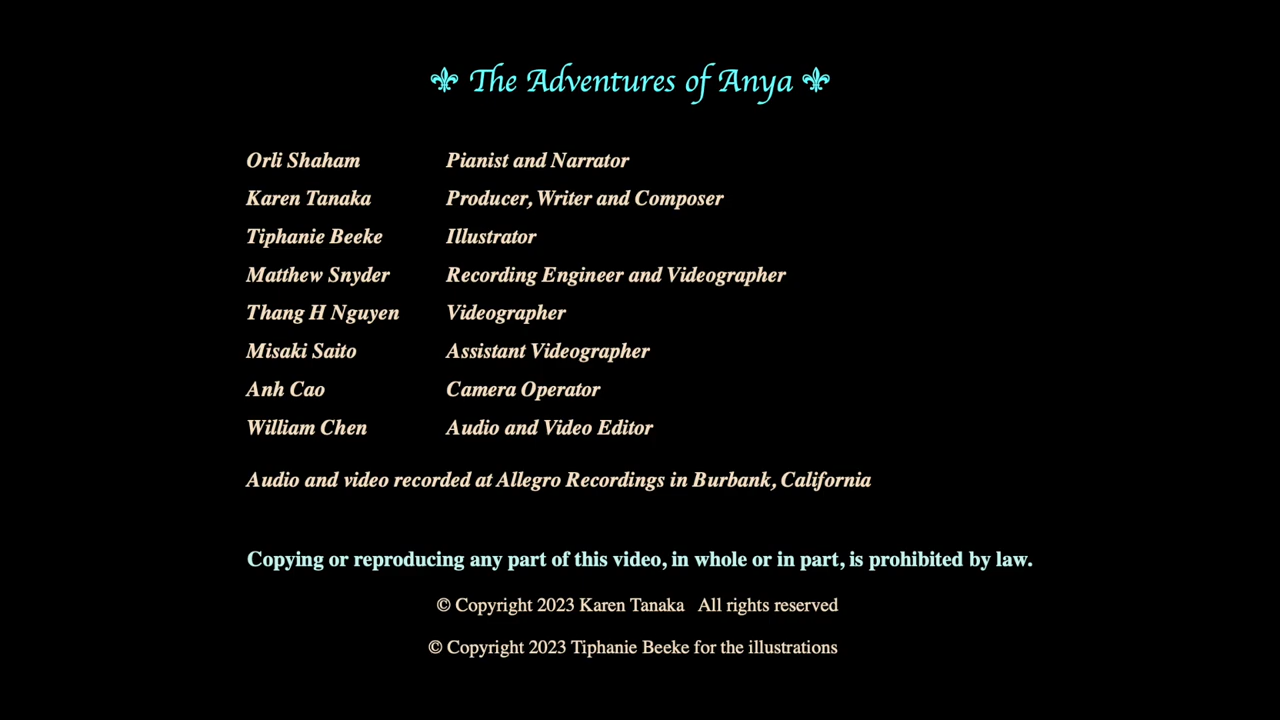 ⚜ The Adventures of Anya ⚜
Orli Shaham Pianist and Narrator
Karen Tanaka Producer, Writer and Composer
Tiphanie Beeke Illustrator
Matthew Snyder Recording Engineer and Videographer
Thang H Nguyen Videographer
Misaki Saito Assistant Videographer
Anh Cao Camera Operator
William Chen Audio and Video Editor
Audio and video recorded at Allegro Recordings in Burbank, California
Copying or reproducing any part of this video, in whole or in part, is prohibited by law.
© Copyright 2023 Karen Tanaka All rights reserved
© Copyright 2023 Tiphanie Beeke for the illustrations